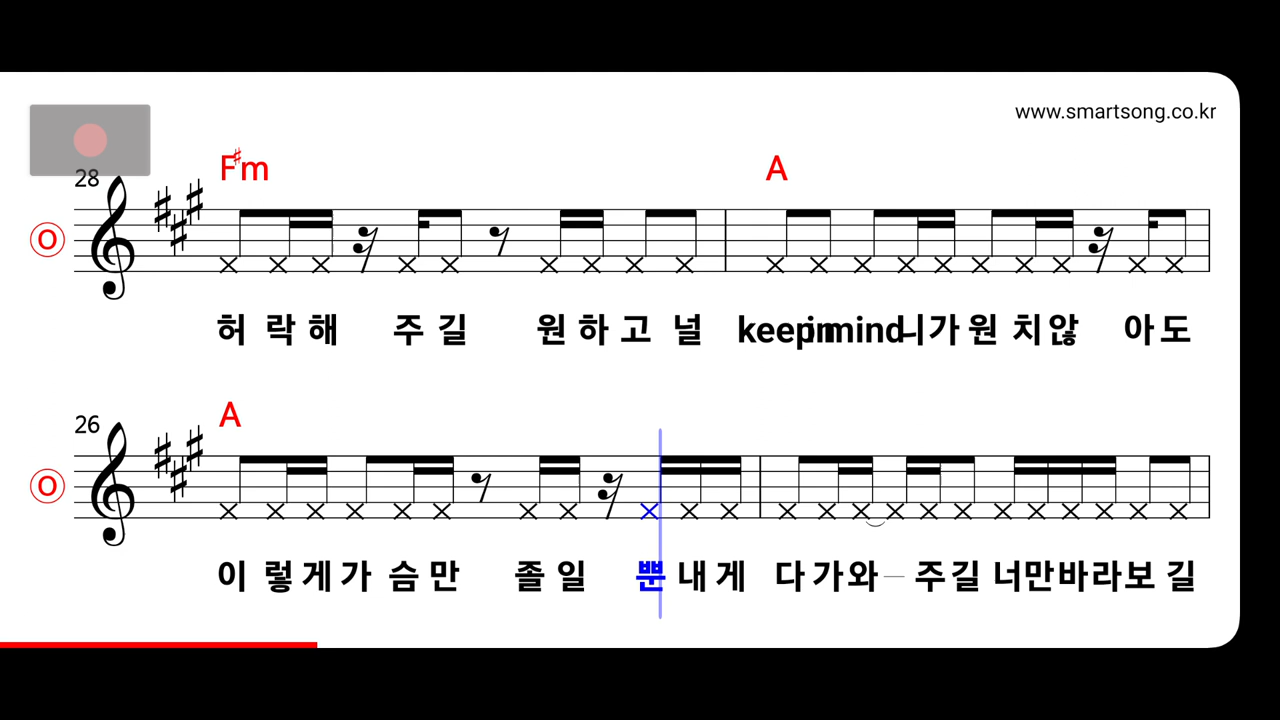 www.smartsong.co.kr
F♯m A
28
O
허 락 해 주 길 원 하 고 널 keep in mind 니가 원 치않 아도
A
26
O
이 렇게가 슴만 졸 일 뿐내게 다가와 주길 너만바라보 길